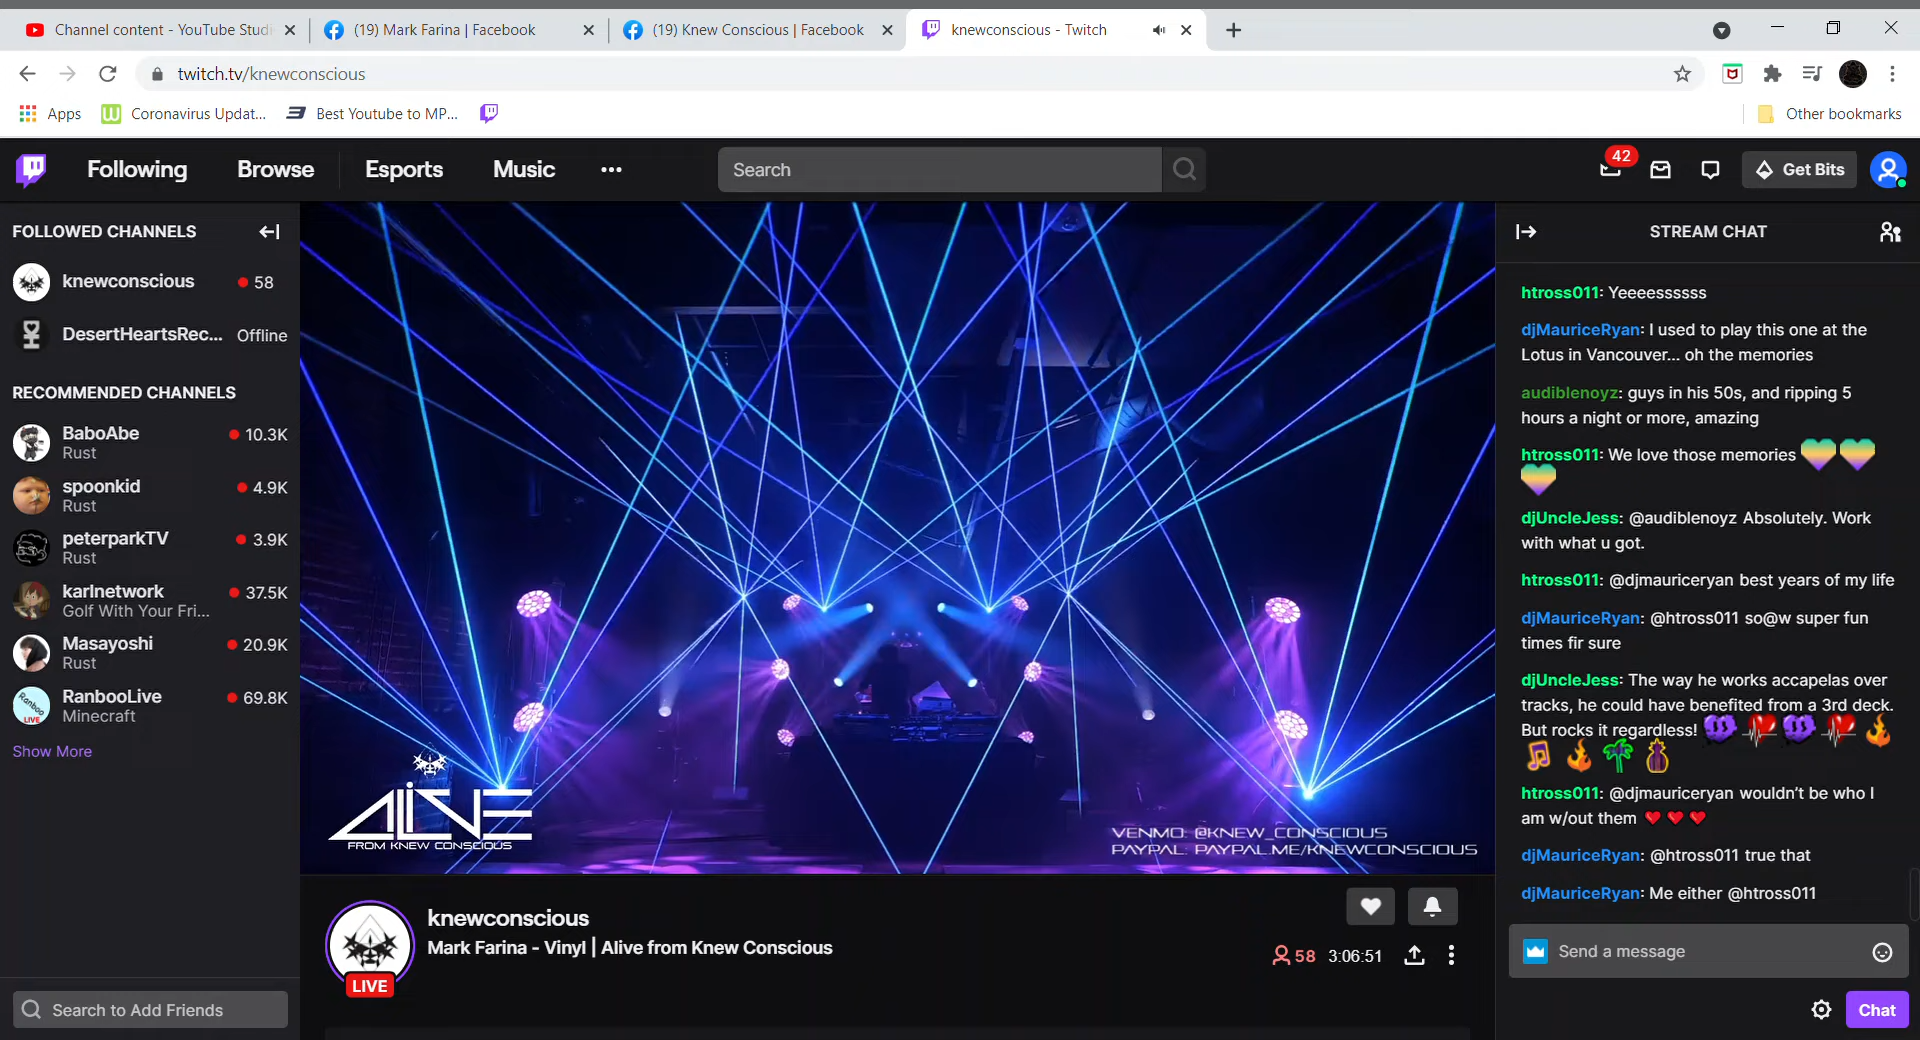 Channel content - YouTube Studi
(19) Mark Farina | Facebook
(19) Knew Conscious | Facebook
knewconscious - Twitch
twitch.tv/knewconscious
Apps
Coronavirus Updat...
Best Youtube to MP...
Other bookmarks
Following
Browse
Esports
Music
Search
42
Get Bits
FOLLOWED CHANNELS
knewconscious
58
DesertHeartsRec...
Offline
RECOMMENDED CHANNELS
BaboAbe
10.3K
Rust
spoonkid
4.9K
Rust
peterparkTV
3.9K
Rust
karlnetwork
37.5K
Golf With Your Fri...
Masayoshi
20.9K
Rust
RanbooLive
69.8K
Minecraft
Ranboo
LIVE
Show More
Search to Add Friends
ALIVE
FROM KNEW CONSCIOUS
VENMO: @KNEW_CONSCIOUS
PAYPAL: PAYPAL.ME/KNEWCONSCIOUS
knewconscious
Mark Farina - Vinyl | Alive from Knew Conscious
LIVE
58
3:06:51
STREAM CHAT
htross011: Yeeeessssss
djMauriceRyan: I used to play this one at the
Lotus in Vancouver... oh the memories
audiblenoyz: guys in his 50s, and ripping 5
hours a night or more, amazing
htross011: We love those memories
djUncleJess: @audiblenoyz Absolutely. Work
with what u got.
htross011: @djmauriceryan best years of my life
djMauriceRyan: @htross011 so@w super fun
times fir sure
djUncleJess: The way he works accapelas over
tracks, he could have benefited from a 3rd deck.
But rocks it regardless!
htross011: @djmauriceryan wouldn't be who I
am w/out them
djMauriceRyan: @htross011 true that
djMauriceRyan: Me either @htross011
Send a message
Chat